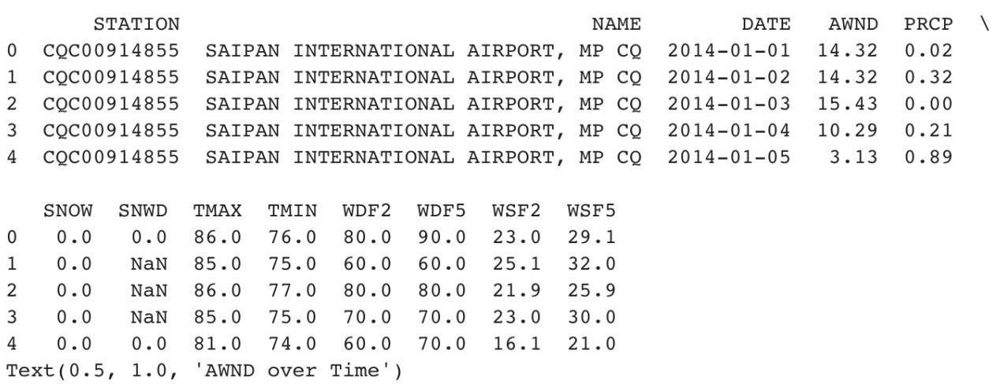 STATION NAME DATE AWND PRCP \
0 CQC00914855 SAIPAN INTERNATIONAL AIRPORT, MP CQ 2014-01-01 14.32 0.02
1 CQC00914855 SAIPAN INTERNATIONAL AIRPORT, MP CQ 2014-01-02 14.32 0.32
2 CQC00914855 SAIPAN INTERNATIONAL AIRPORT, MP CQ 2014-01-03 15.43 0.00
3 CQC00914855 SAIPAN INTERNATIONAL AIRPORT, MP CQ 2014-01-04 10.29 0.21
4 CQC00914855 SAIPAN INTERNATIONAL AIRPORT, MP CQ 2014-01-05 3.13 0.89
SNOW SNWD TMAX TMIN WDF2 WDF5 WSF2 WSF5
0 0.0 0.0 86.0 76.0 80.0 90.0 23.0 29.1
1 0.0 NaN 85.0 75.0 60.0 60.0 25.1 32.0
2 0.0 NaN 86.0 77.0 80.0 80.0 21.9 25.9
3 0.0 NaN 85.0 75.0 70.0 70.0 23.0 30.0
4 0.0 0.0 81.0 74.0 60.0 70.0 16.1 21.0
Text(0.5, 1.0, 'AWND over Time')